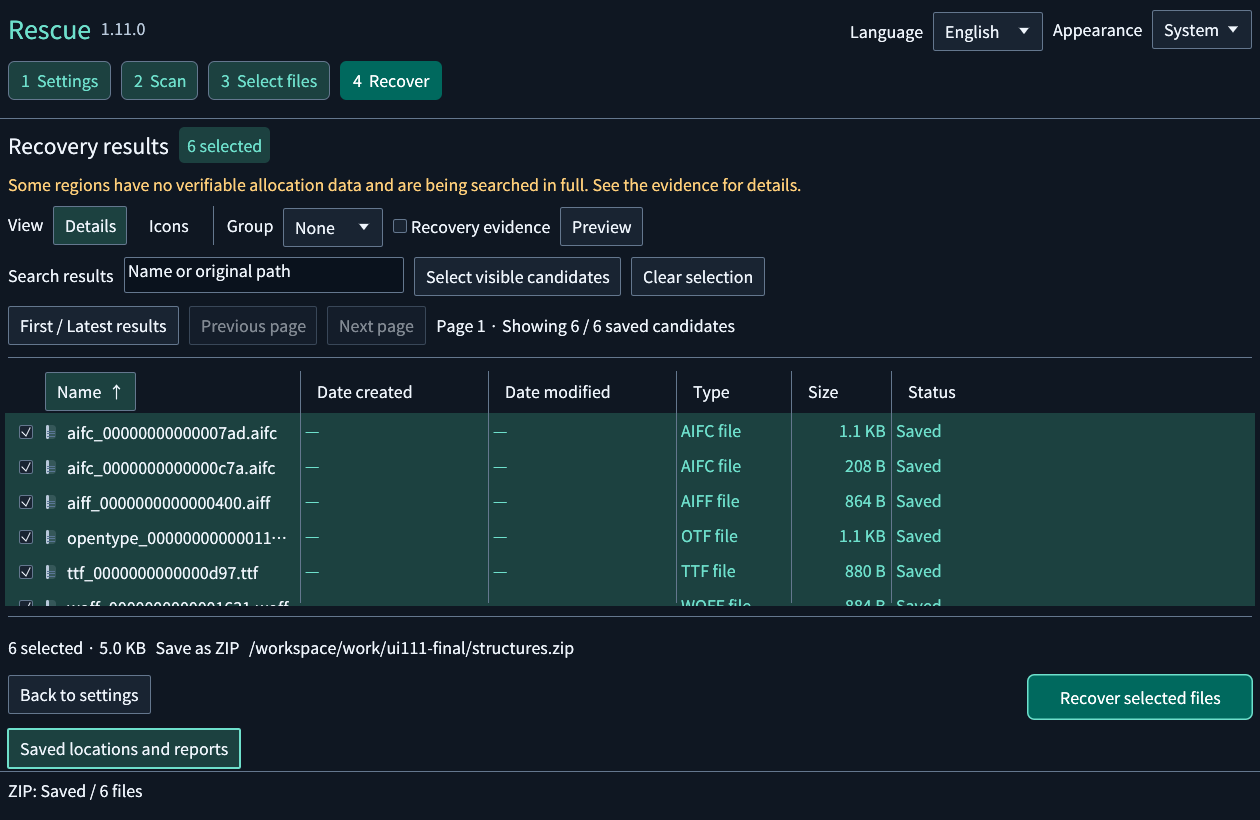 Rescue 1.11.0
Language English Appearance System
1 Settings 2 Scan 3 Select files 4 Recover
Recovery results 6 selected
Some regions have no verifiable allocation data and are being searched in full. See the evidence for details.
View Details Icons Group None Recovery evidence Preview
Search results Name or original path Select visible candidates Clear selection
First / Latest results Previous page Next page Page 1 · Showing 6 / 6 saved candidates
Name ↑ Date created Date modified Type Size Status
aifc_00000000000007ad.aifc — — AIFC file 1.1 KB Saved
aifc_0000000000000c7a.aifc — — AIFC file 208 B Saved
aiff_0000000000000400.aiff — — AIFF file 864 B Saved
opentype_00000000000011··· — — OTF file 1.1 KB Saved
ttf_0000000000000d97.ttf — — TTF file 880 B Saved
WOFF file 884 B Saved
6 selected · 5.0 KB Save as ZIP /workspace/work/ui111-final/structures.zip
Back to settings Recover selected files
Saved locations and reports
ZIP: Saved / 6 files